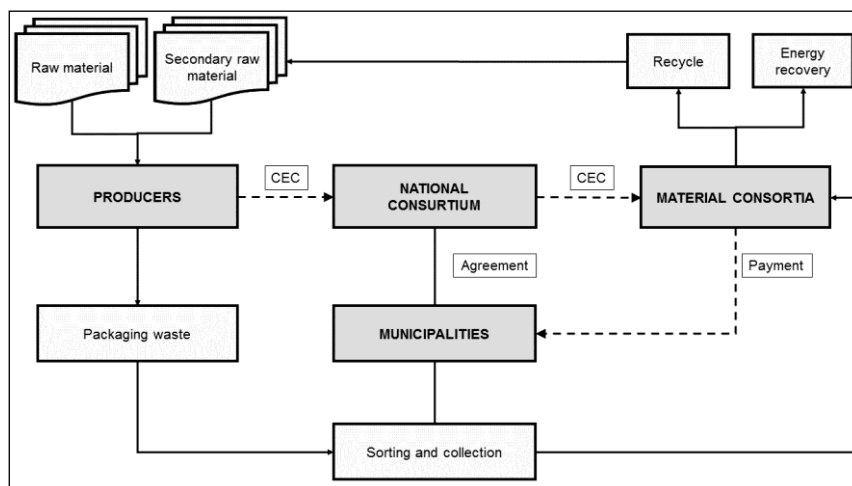 Raw material
Secondary raw
material
Recycle
Energy
recovery
PRODUCERS
CEC
NATIONAL
CONSURTIUM
CEC
MATERIAL CONSORTIA
Agreement
Payment
Packaging waste
MUNICIPALITIES
Sorting and collection